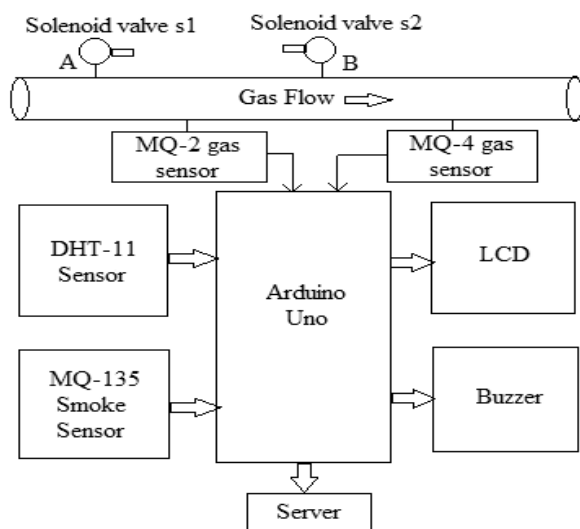 Solenoid valve s1
Solenoid valve s2
A
B
Gas Flow
MQ-2 gas
sensor
MQ-4 gas
sensor
DHT-11
Sensor
Arduino
Uno
LCD
MQ-135
Smoke
Sensor
Buzzer
Server